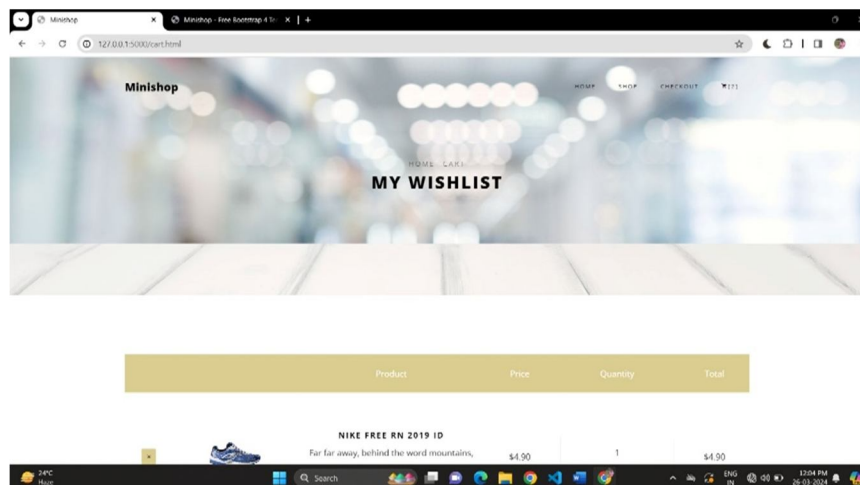 Minishop
Minishop - Free Bootstrap 4 Te
127.0.0.1:5000/cart.html
Minishop
HOME SHOP CHECKOUT
HOME CART
MY WISHLIST
Product Price Quantity Total
NIKE FREE RN 2019 ID
Far far away, behind the word mountains,
$4.90 1 $4.90
24°C
Haze
Search
ENG
IN
12:04 PM
26-03-2024